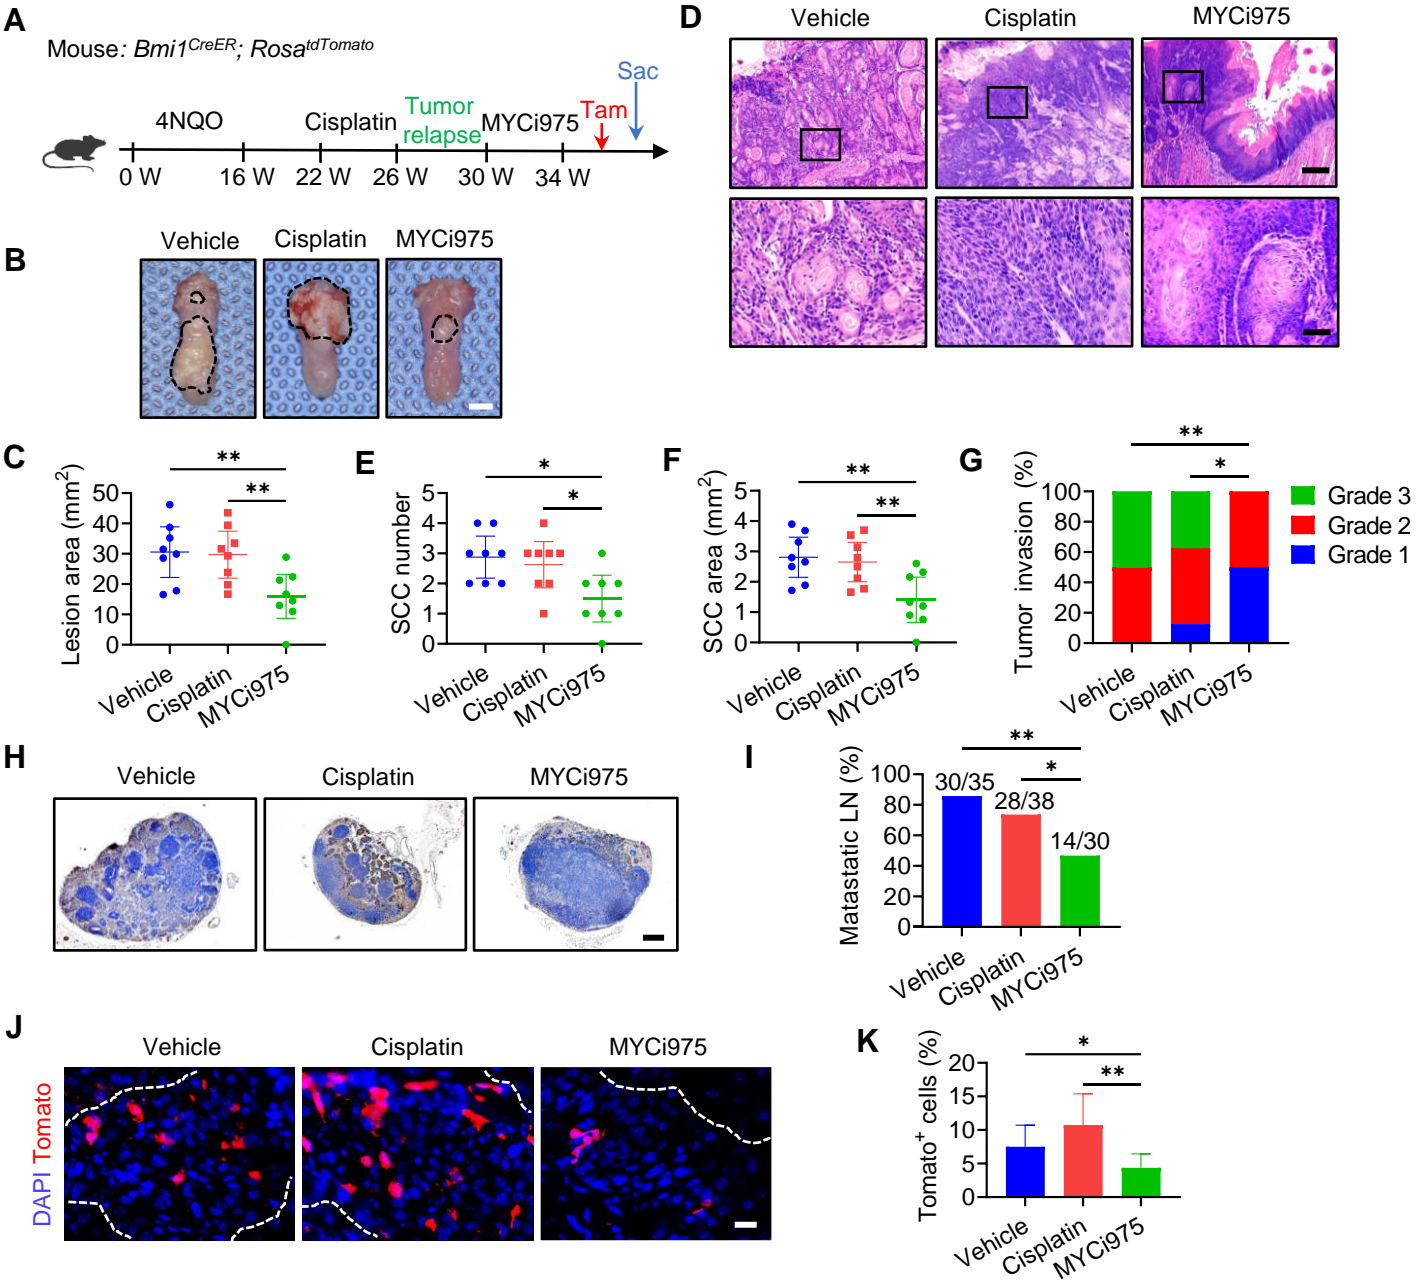 A
Mouse: Bmi1CreER; RosatdTomato
4NQO
Cisplatin
Tumor
relapse
MYCi975
Tam
Sac
0 W
16 W
22 W
26 W
30 W
34 W
B
Vehicle
Cisplatin
MYCi975
D
Vehicle
Cisplatin
MYCi975
C
Lesion area (mm2)
50
40
30
20
10
0
**
**
Vehicle
Cisplatin
MYCi975
E
SCC number
5
4
3
2
1
0
*
*
Vehicle
Cisplatin
MYCi975
F
SCC area (mm2)
5
4
3
2
1
0
**
**
Vehicle
Cisplatin
MYCi975
G
Tumor invasion (%)
100
80
60
40
20
0
**
*
Vehicle
Cisplatin
MYCi975
Grade 3
Grade 2
Grade 1
H
Vehicle
Cisplatin
MYCi975
I
Matastatic LN (%)
100
80
60
40
20
0
**
*
30/35
28/38
14/30
Vehicle
Cisplatin
MYCi975
J
DAPI Tomato
Vehicle
Cisplatin
MYCi975
K
Tomato+ cells (%)
20
15
10
5
0
*
**
Vehicle
Cisplatin
MYCi975